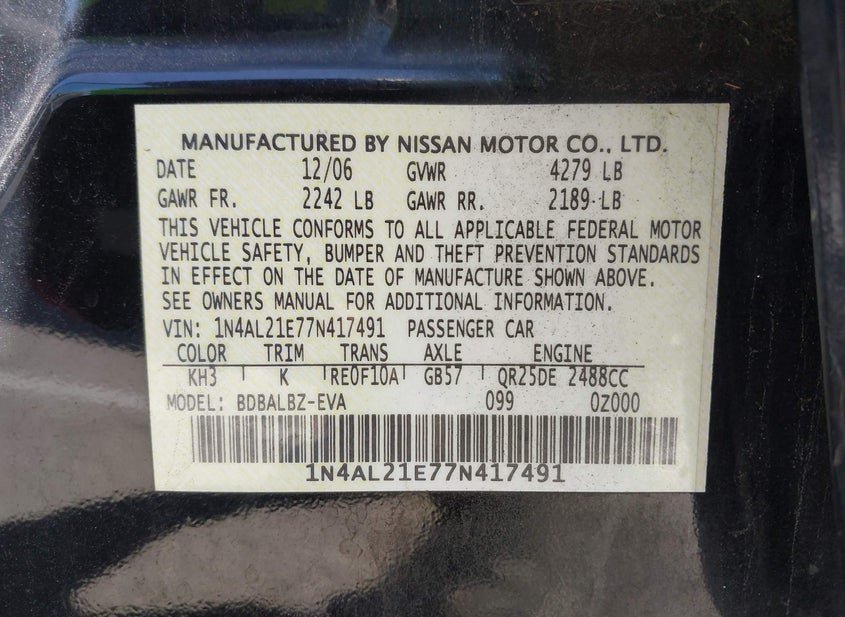 MANUFACTURED BY NISSAN MOTOR CO., LTD.
DATE 12/06 GVWR 4279 LB
GAWR FR. 2242 LB GAWR RR. 2189 LB
THIS VEHICLE CONFORMS TO ALL APPLICABLE FEDERAL MOTOR
VEHICLE SAFETY, BUMPER AND THEFT PREVENTION STANDARDS
IN EFFECT ON THE DATE OF MANUFACTURE SHOWN ABOVE.
SEE OWNERS MANUAL FOR ADDITIONAL INFORMATION.
VIN: 1N4AL21E77N417491 PASSENGER CAR
COLOR TRIM TRANS AXLE ENGINE
KH3 K RE0F10A GB57 QR25DE 2488CC
MODEL: BDBALBZ-EVA 099 0Z000
1N4AL21E77N417491